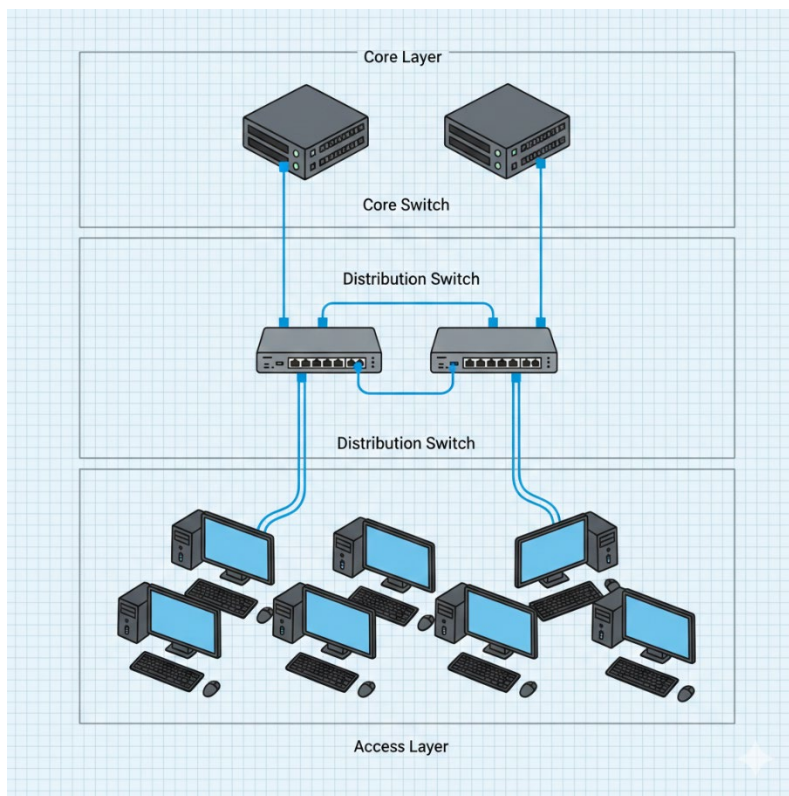 Core Layer
Core Switch
Distribution Switch
Distribution Switch
Access Layer